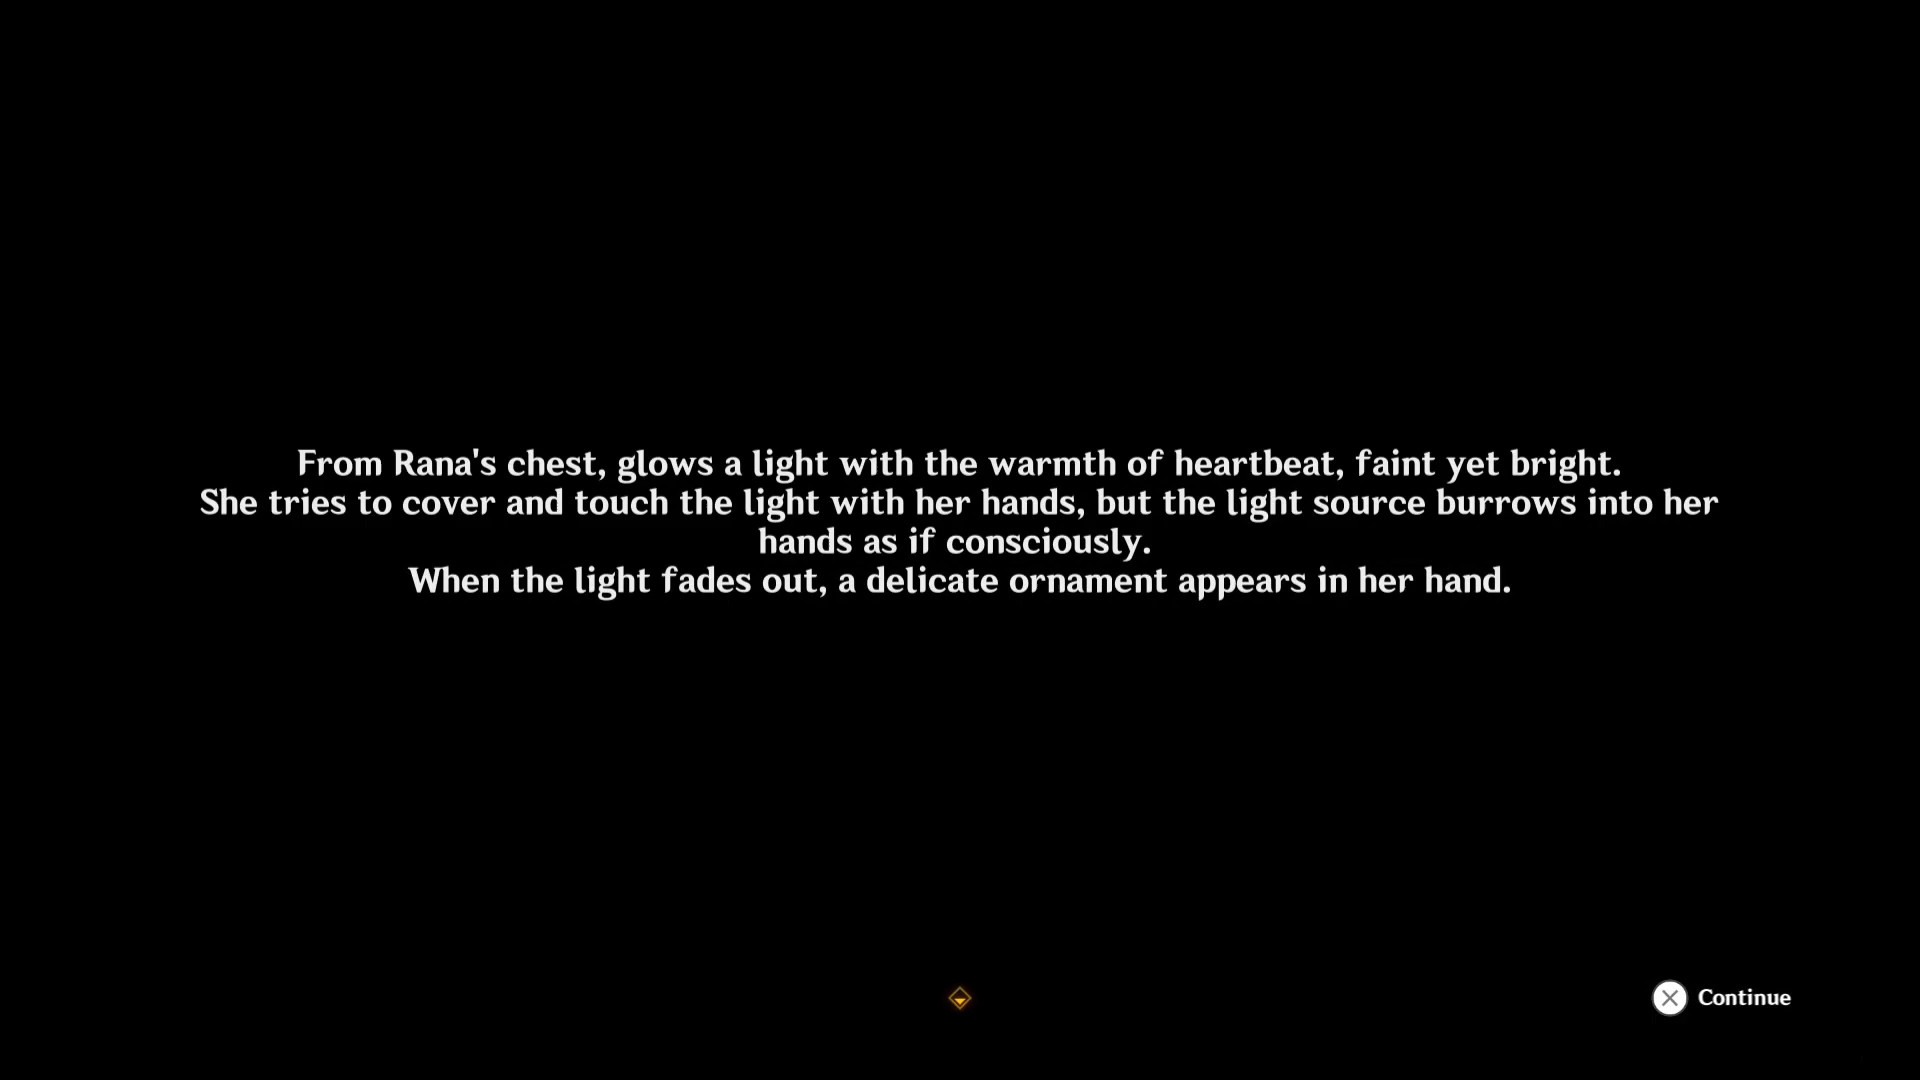 From Rana's chest, glows a light with the warmth of heartbeat, faint yet bright.
She tries to cover and touch the light with her hands, but the light source burrows into her
hands as if consciously.
When the light fades out, a delicate ornament appears in her hand.
Continue